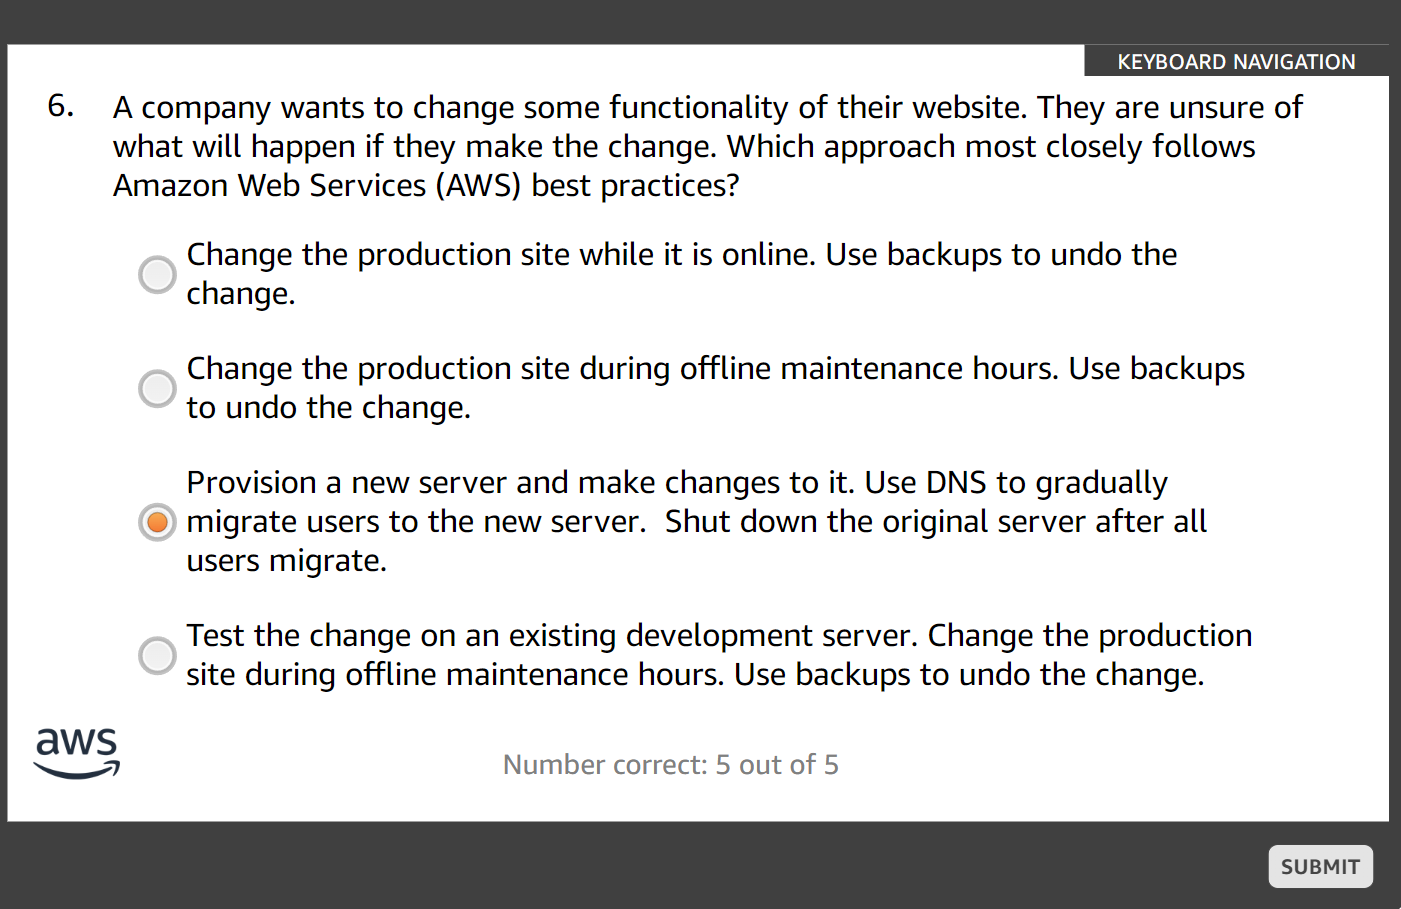 KEYBOARD NAVIGATION
6. A company wants to change some functionality of their website. They are unsure of
what will happen if they make the change. Which approach most closely follows
Amazon Web Services (AWS) best practices?
Change the production site while it is online. Use backups to undo the
change.
Change the production site during offline maintenance hours. Use backups
to undo the change.
Provision a new server and make changes to it. Use DNS to gradually
migrate users to the new server.  Shut down the original server after all
users migrate.
Test the change on an existing development server. Change the production
site during offline maintenance hours. Use backups to undo the change.
aws
Number correct: 5 out of 5
SUBMIT